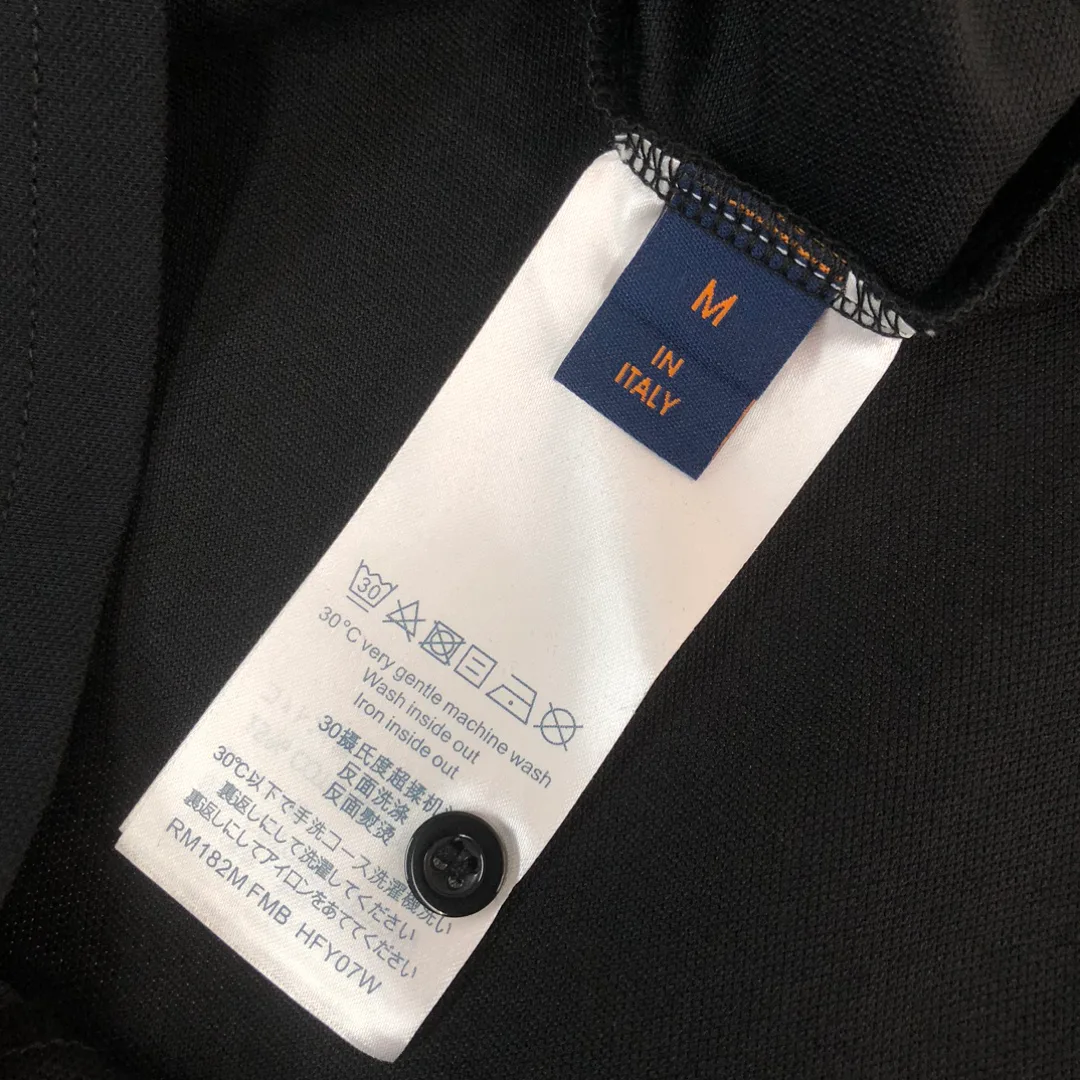 M
IN
ITALY
30
30°C very gentle machine wash
Wash inside out
Iron inside out
30摄氏度超揉机
反面洗涤
反面熨烫
30℃以下で手洗コース洗濯機洗い
裏返しにして洗濯してください
裏返しにしてアイロンをあててください
RM182M FMB HFY07W